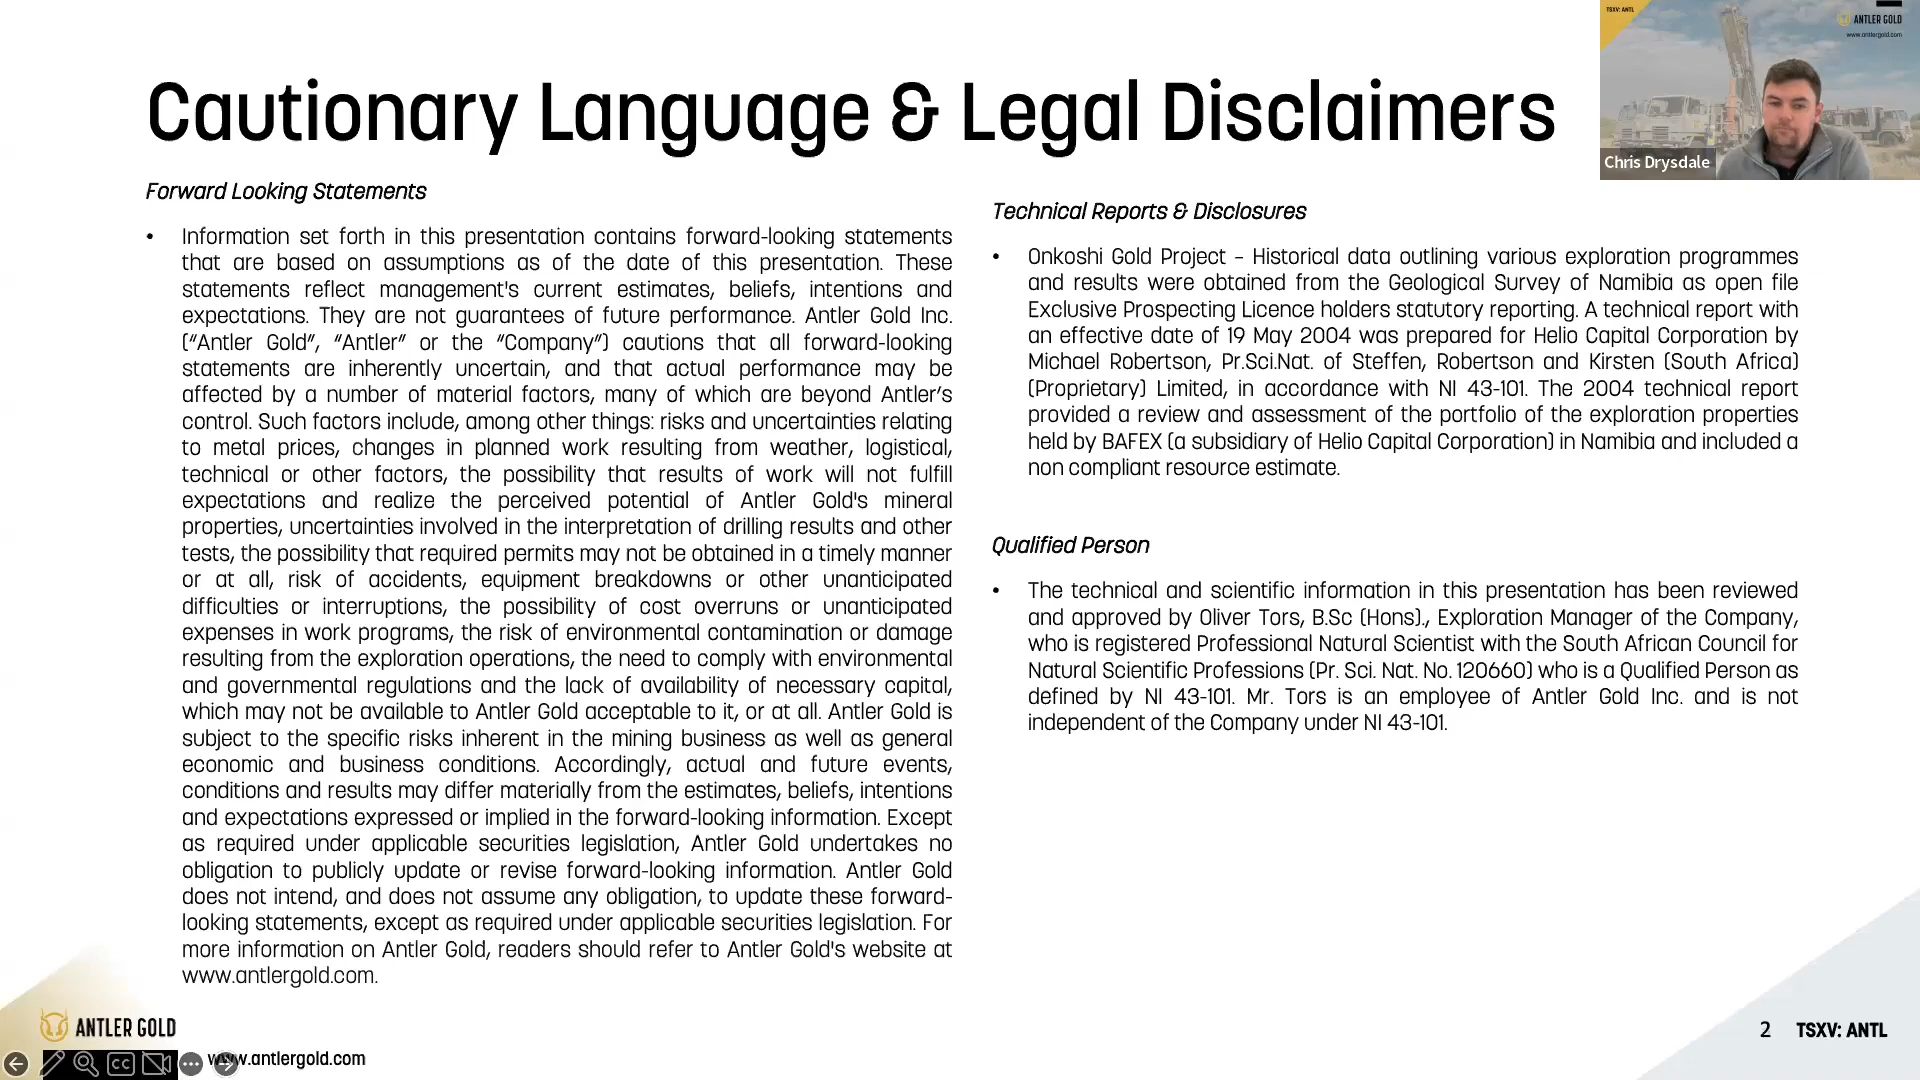 Cautionary Language & Legal Disclaimers
Forward Looking Statements
• Information set forth in this presentation contains forward-looking statements
that are based on assumptions as of the date of this presentation. These
statements reflect management's current estimates, beliefs, intentions and
expectations. They are not guarantees of future performance. Antler Gold Inc.
(“Antler Gold”, “Antler” or the “Company”) cautions that all forward-looking
statements are inherently uncertain, and that actual performance may be
affected by a number of material factors, many of which are beyond Antler’s
control. Such factors include, among other things: risks and uncertainties relating
to metal prices, changes in planned work resulting from weather, logistical,
technical or other factors, the possibility that results of work will not fulfill
expectations and realize the perceived potential of Antler Gold's mineral
properties, uncertainties involved in the interpretation of drilling results and other
tests, the possibility that required permits may not be obtained in a timely manner
or at all, risk of accidents, equipment breakdowns or other unanticipated
difficulties or interruptions, the possibility of cost overruns or unanticipated
expenses in work programs, the risk of environmental contamination or damage
resulting from the exploration operations, the need to comply with environmental
and governmental regulations and the lack of availability of necessary capital,
which may not be available to Antler Gold acceptable to it, or at all. Antler Gold is
subject to the specific risks inherent in the mining business as well as general
economic and business conditions. Accordingly, actual and future events,
conditions and results may differ materially from the estimates, beliefs, intentions
and expectations expressed or implied in the forward-looking information. Except
as required under applicable securities legislation, Antler Gold undertakes no
obligation to publicly update or revise forward-looking information. Antler Gold
does not intend, and does not assume any obligation, to update these forward-
looking statements, except as required under applicable securities legislation. For
more information on Antler Gold, readers should refer to Antler Gold's website at
www.antlergold.com.
Technical Reports & Disclosures
• Onkoshi Gold Project – Historical data outlining various exploration programmes
and results were obtained from the Geological Survey of Namibia as open file
Exclusive Prospecting Licence holders statutory reporting. A technical report with
an effective date of 19 May 2004 was prepared for Helio Capital Corporation by
Michael Robertson, Pr.Sci.Nat. of Steffen, Robertson and Kirsten (South Africa)
(Proprietary) Limited, in accordance with NI 43-101. The 2004 technical report
provided a review and assessment of the portfolio of the exploration properties
held by BAFEX (a subsidiary of Helio Capital Corporation) in Namibia and included a
non compliant resource estimate.
Qualified Person
• The technical and scientific information in this presentation has been reviewed
and approved by Oliver Tors, B.Sc (Hons)., Exploration Manager of the Company,
who is registered Professional Natural Scientist with the South African Council for
Natural Scientific Professions (Pr. Sci. Nat. No. 120660) who is a Qualified Person as
defined by NI 43-101. Mr. Tors is an employee of Antler Gold Inc. and is not
independent of the Company under NI 43-101.
TSXV: ANTL
ANTLER GOLD
www.antlergold.com
Chris Drysdale
ANTLER GOLD
CC
www.antlergold.com
2
TSXV: ANTL